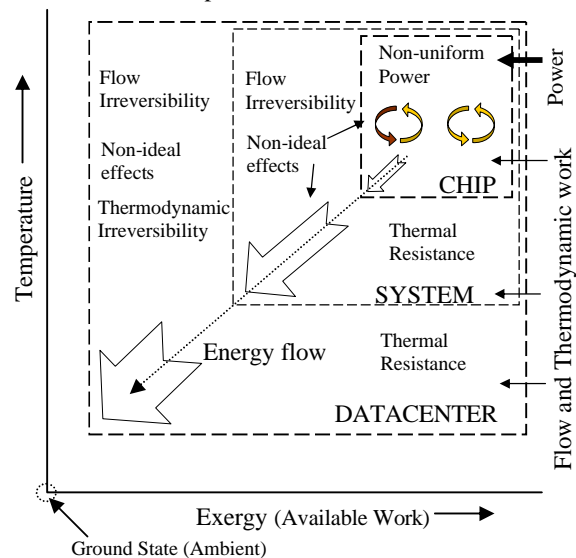 Temperature
Flow
Irreversibility
Non-ideal
effects
Thermodynamic
Irreversibility
Flow
Irreversibility
Non-ideal
effects
Non-uniform
Power
CHIP
Thermal
Resistance
SYSTEM
Energy flow
Thermal
Resistance
DATACENTER
Power
Flow and Thermodynamic work
Exergy (Available Work)
Ground State (Ambient)